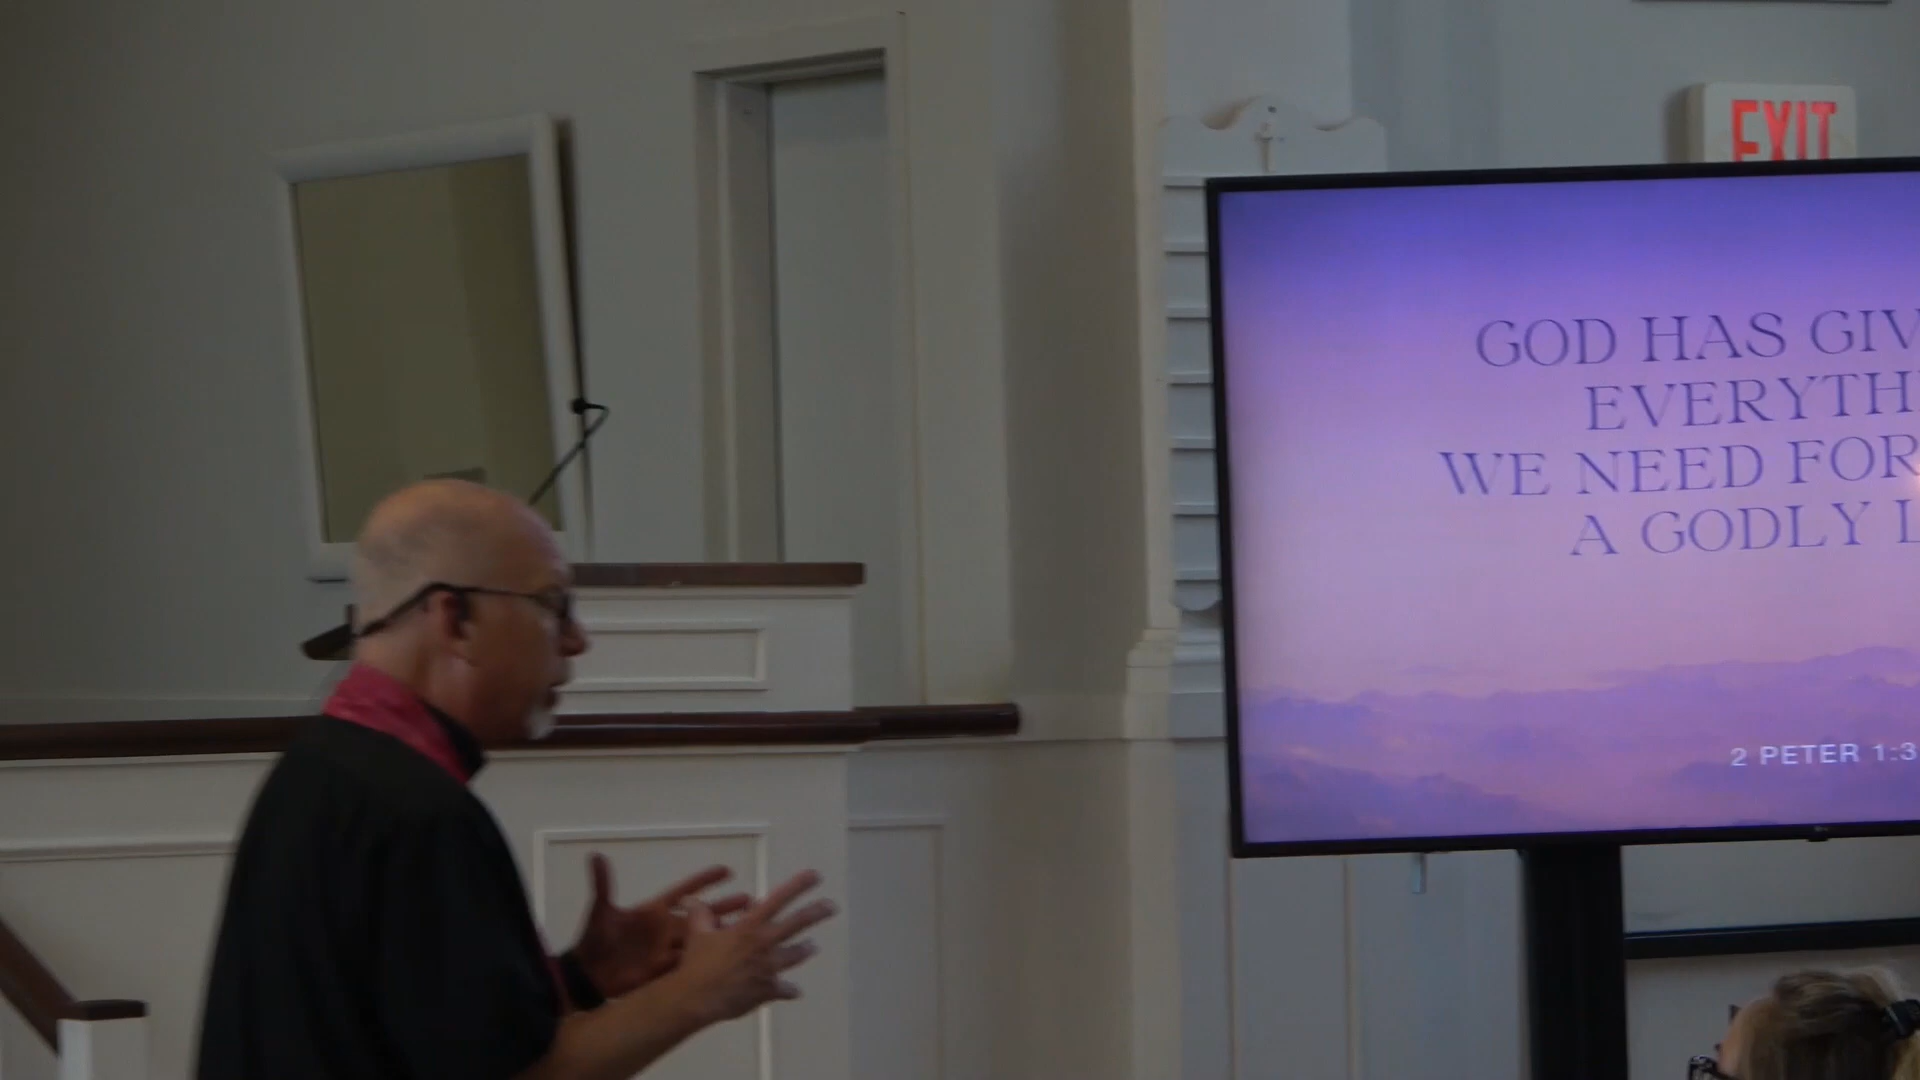 EXIT
GOD HAS GIV
EVERYTH
WE NEED FOR
A GODLY L
2 PETER 1:3